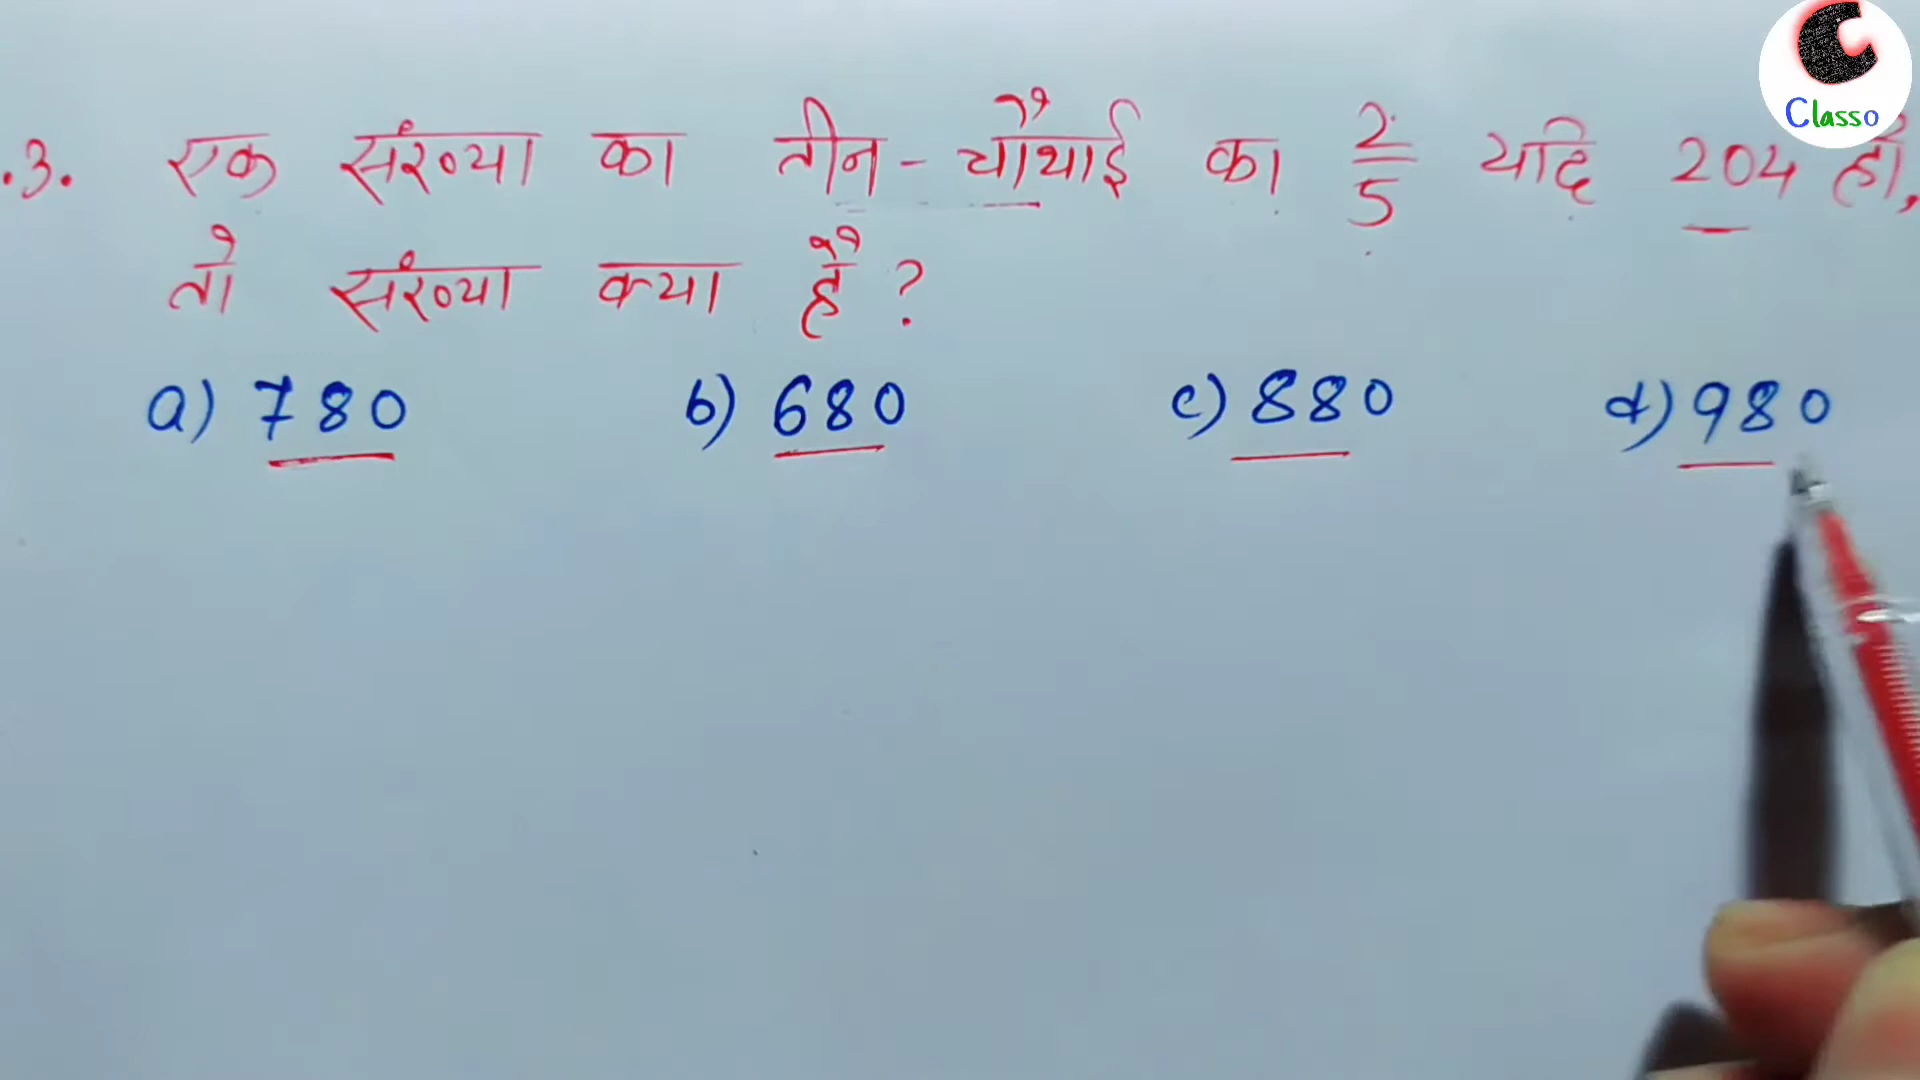 C
Classo
.3. एक संख्या का तीन-चौथाई का 2/5 यदि 204 हो,
तो संख्या क्या है ?
a) 780 b) 680 c) 880 d) 980